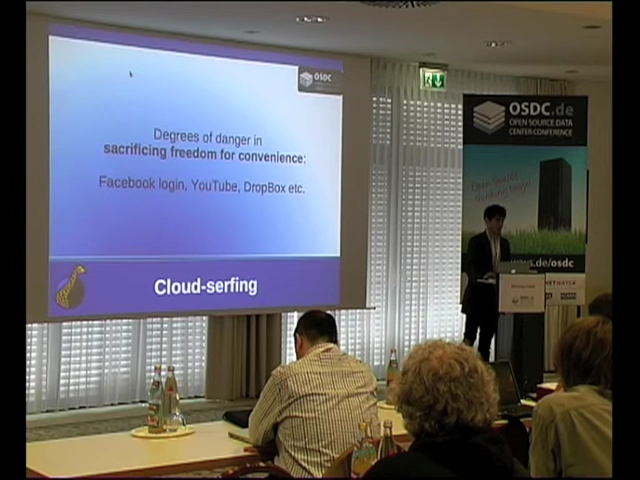 OSDC
Degrees of danger in
sacrificing freedom for convenience:
Facebook login, YouTube, DropBox etc.
Cloud-serfing
OSDC.de
OPEN SOURCE DATA
CENTER CONFERENCE
.de/osdc